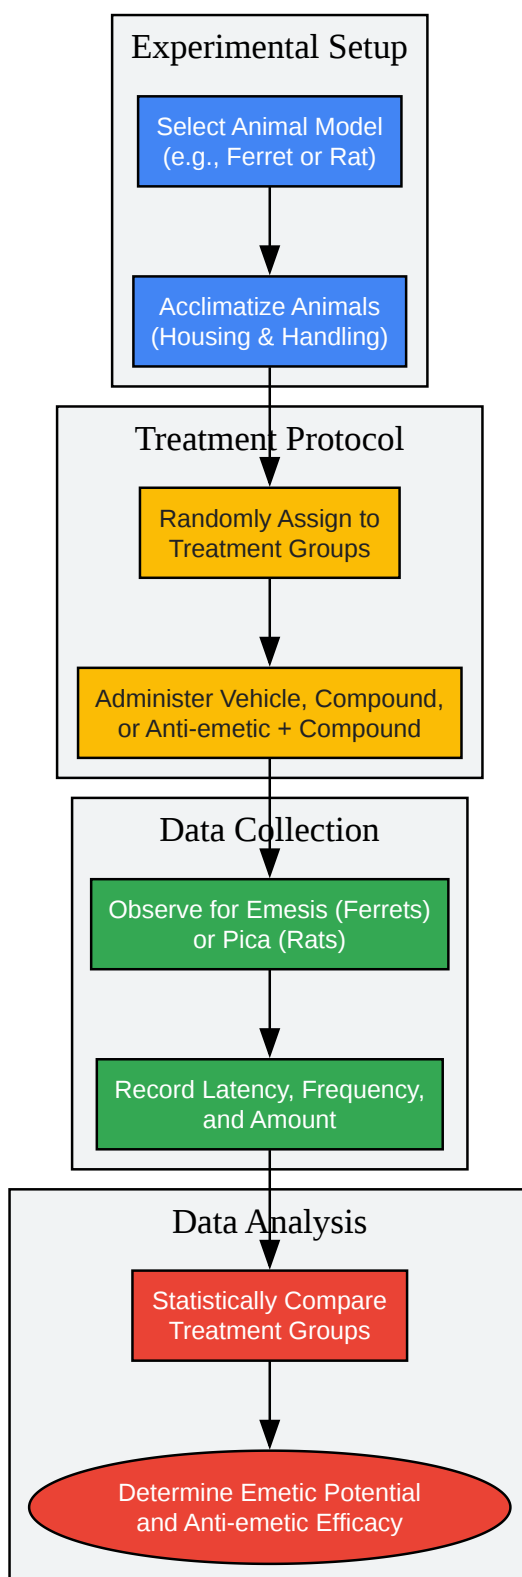 Experimental Setup
Select Animal Model
(e.g., Ferret or Rat)
Acclimatize Animals
(Housing & Handling)
Treatment Protocol
Randomly Assign to
Treatment Groups
Administer Vehicle, Compound,
or Anti-emetic + Compound
Data Collection
Observe for Emesis (Ferrets)
or Pica (Rats)
Record Latency, Frequency,
and Amount
Data Analysis
Statistically Compare
Treatment Groups
Determine Emetic Potential
and Anti-emetic Efficacy